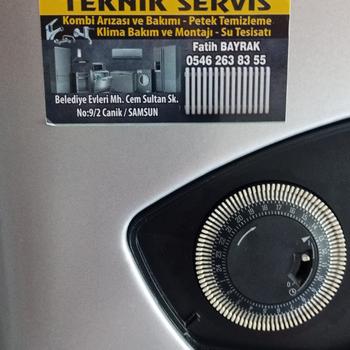 TEKNİK SERVİS
Kombi Arızası ve Bakımı - Petek Temizleme
Klima Bakım ve Montajı - Su Tesisatı
Fatih BAYRAK
0546 263 83 55
Belediye Evleri Mh. Cem Sultan Sk.
No:9/2 Canik / SAMSUN